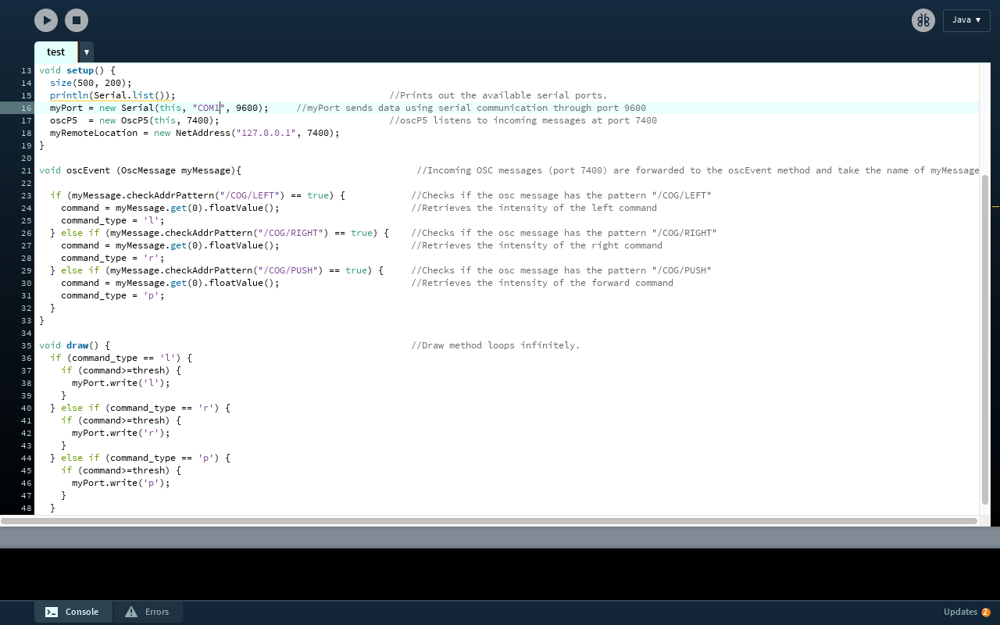 Java ▾
test ▾
13 void setup() {
14   size(500, 200);
15   println(Serial.list());                                       //Prints out the available serial ports.
16   myPort = new Serial(this, "COM1", 9600);     //myPort sends data using serial communication through port 9600
17   oscP5  = new OscP5(this, 7400);                               //oscP5 listens to incoming messages at port 7400
18   myRemoteLocation = new NetAddress("127.0.0.1", 7400);
19 }
20
21 void oscEvent (OscMessage myMessage){                                //Incoming OSC messages (port 7400) are forwarded to the oscEvent method and take the name of myMessage
22
23   if (myMessage.checkAddrPattern("/COG/LEFT") == true) {            //Checks if the osc message has the pattern "/COG/LEFT"
24     command = myMessage.get(0).floatValue();                        //Retrieves the intensity of the left command
25     command_type = 'l';
26   } else if (myMessage.checkAddrPattern("/COG/RIGHT") == true) {    //Checks if the osc message has the pattern "/COG/RIGHT"
27     command = myMessage.get(0).floatValue();                        //Retrieves the intensity of the right command
28     command_type = 'r';
29   } else if (myMessage.checkAddrPattern("/COG/PUSH") == true) {     //Checks if the osc message has the pattern "/COG/PUSH"
30     command = myMessage.get(0).floatValue();                        //Retrieves the intensity of the forward command
31     command_type = 'p';
32   }
33 }
34
35 void draw() {                                                       //Draw method loops infinitely.
36   if (command_type == 'l') {
37     if (command>=thresh) {
38       myPort.write('l');
39     }
40   } else if (command_type == 'r') {
41     if (command>=thresh) {
42       myPort.write('r');
43     }
44   } else if (command_type == 'p') {
45     if (command>=thresh) {
46       myPort.write('p');
47     }
48   }
Console Errors Updates 2